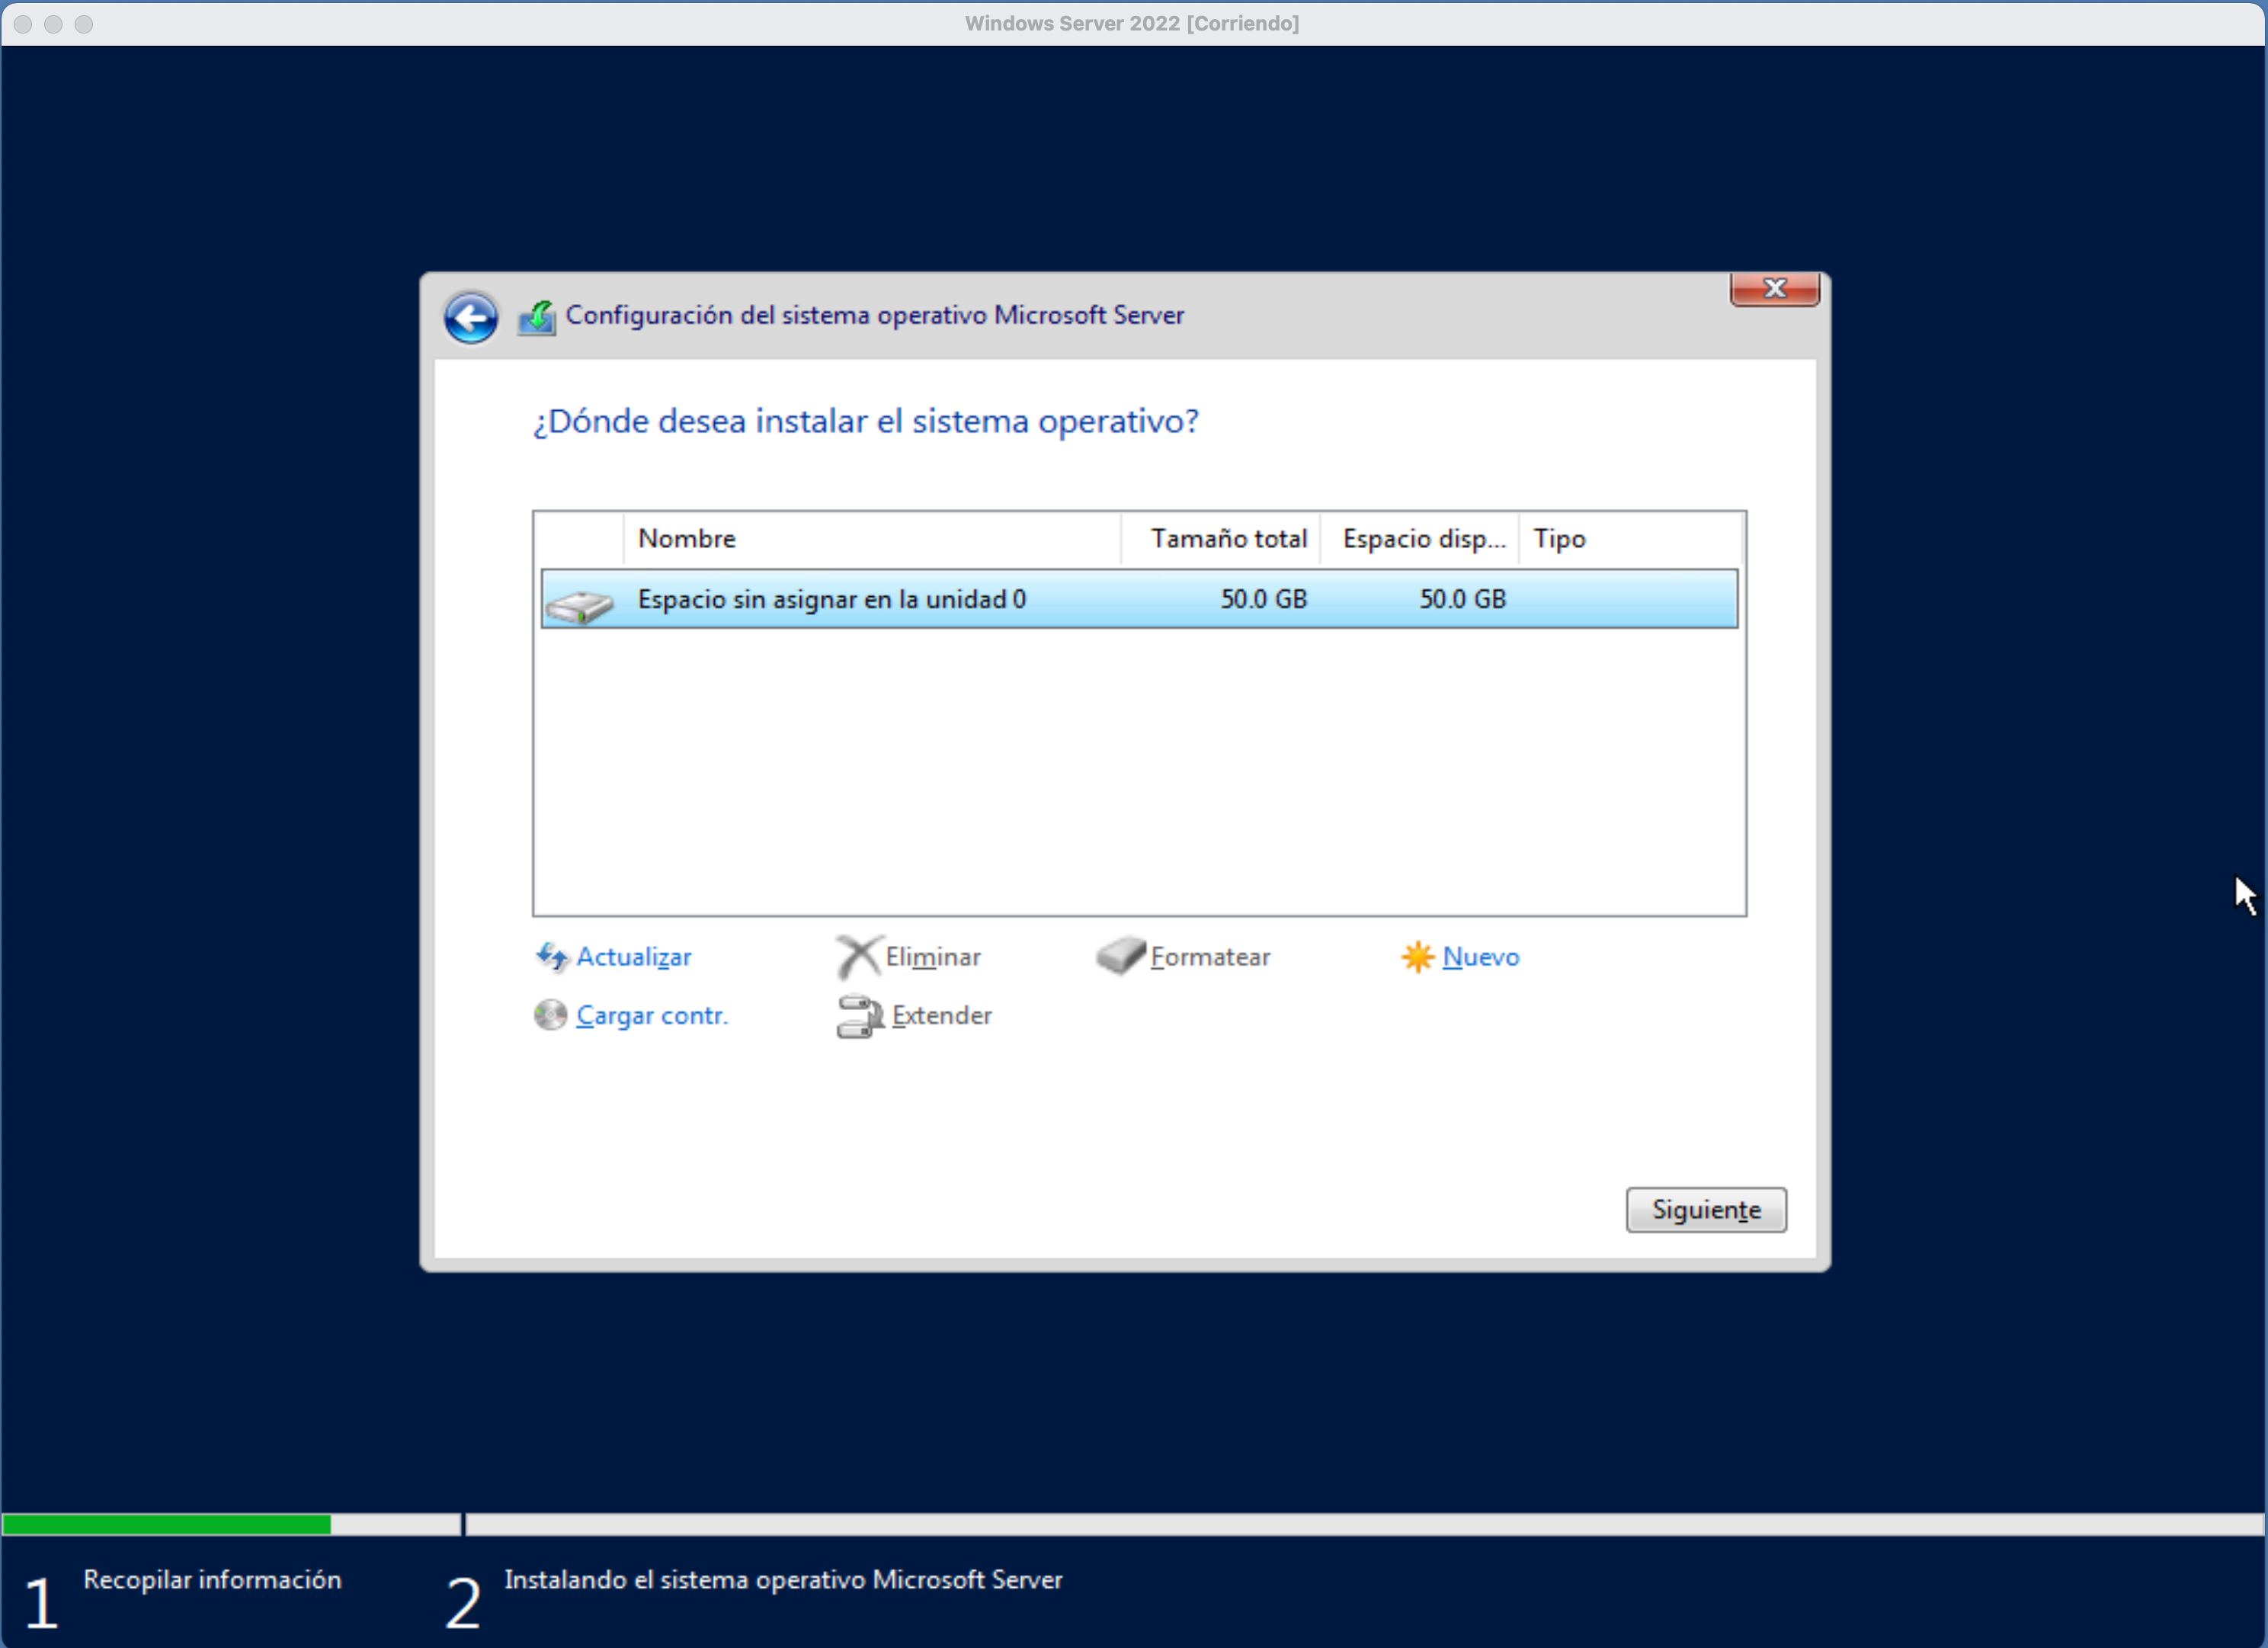 Windows Server 2022 [Corriendo]
Configuración del sistema operativo Microsoft Server
¿Dónde desea instalar el sistema operativo?
Nombre Tamaño total Espacio disp... Tipo
Espacio sin asignar en la unidad 0 50.0 GB 50.0 GB
Actualizar Eliminar Formatear Nuevo
Cargar contr. Extender
Siguiente
1 Recopilar información 2 Instalando el sistema operativo Microsoft Server